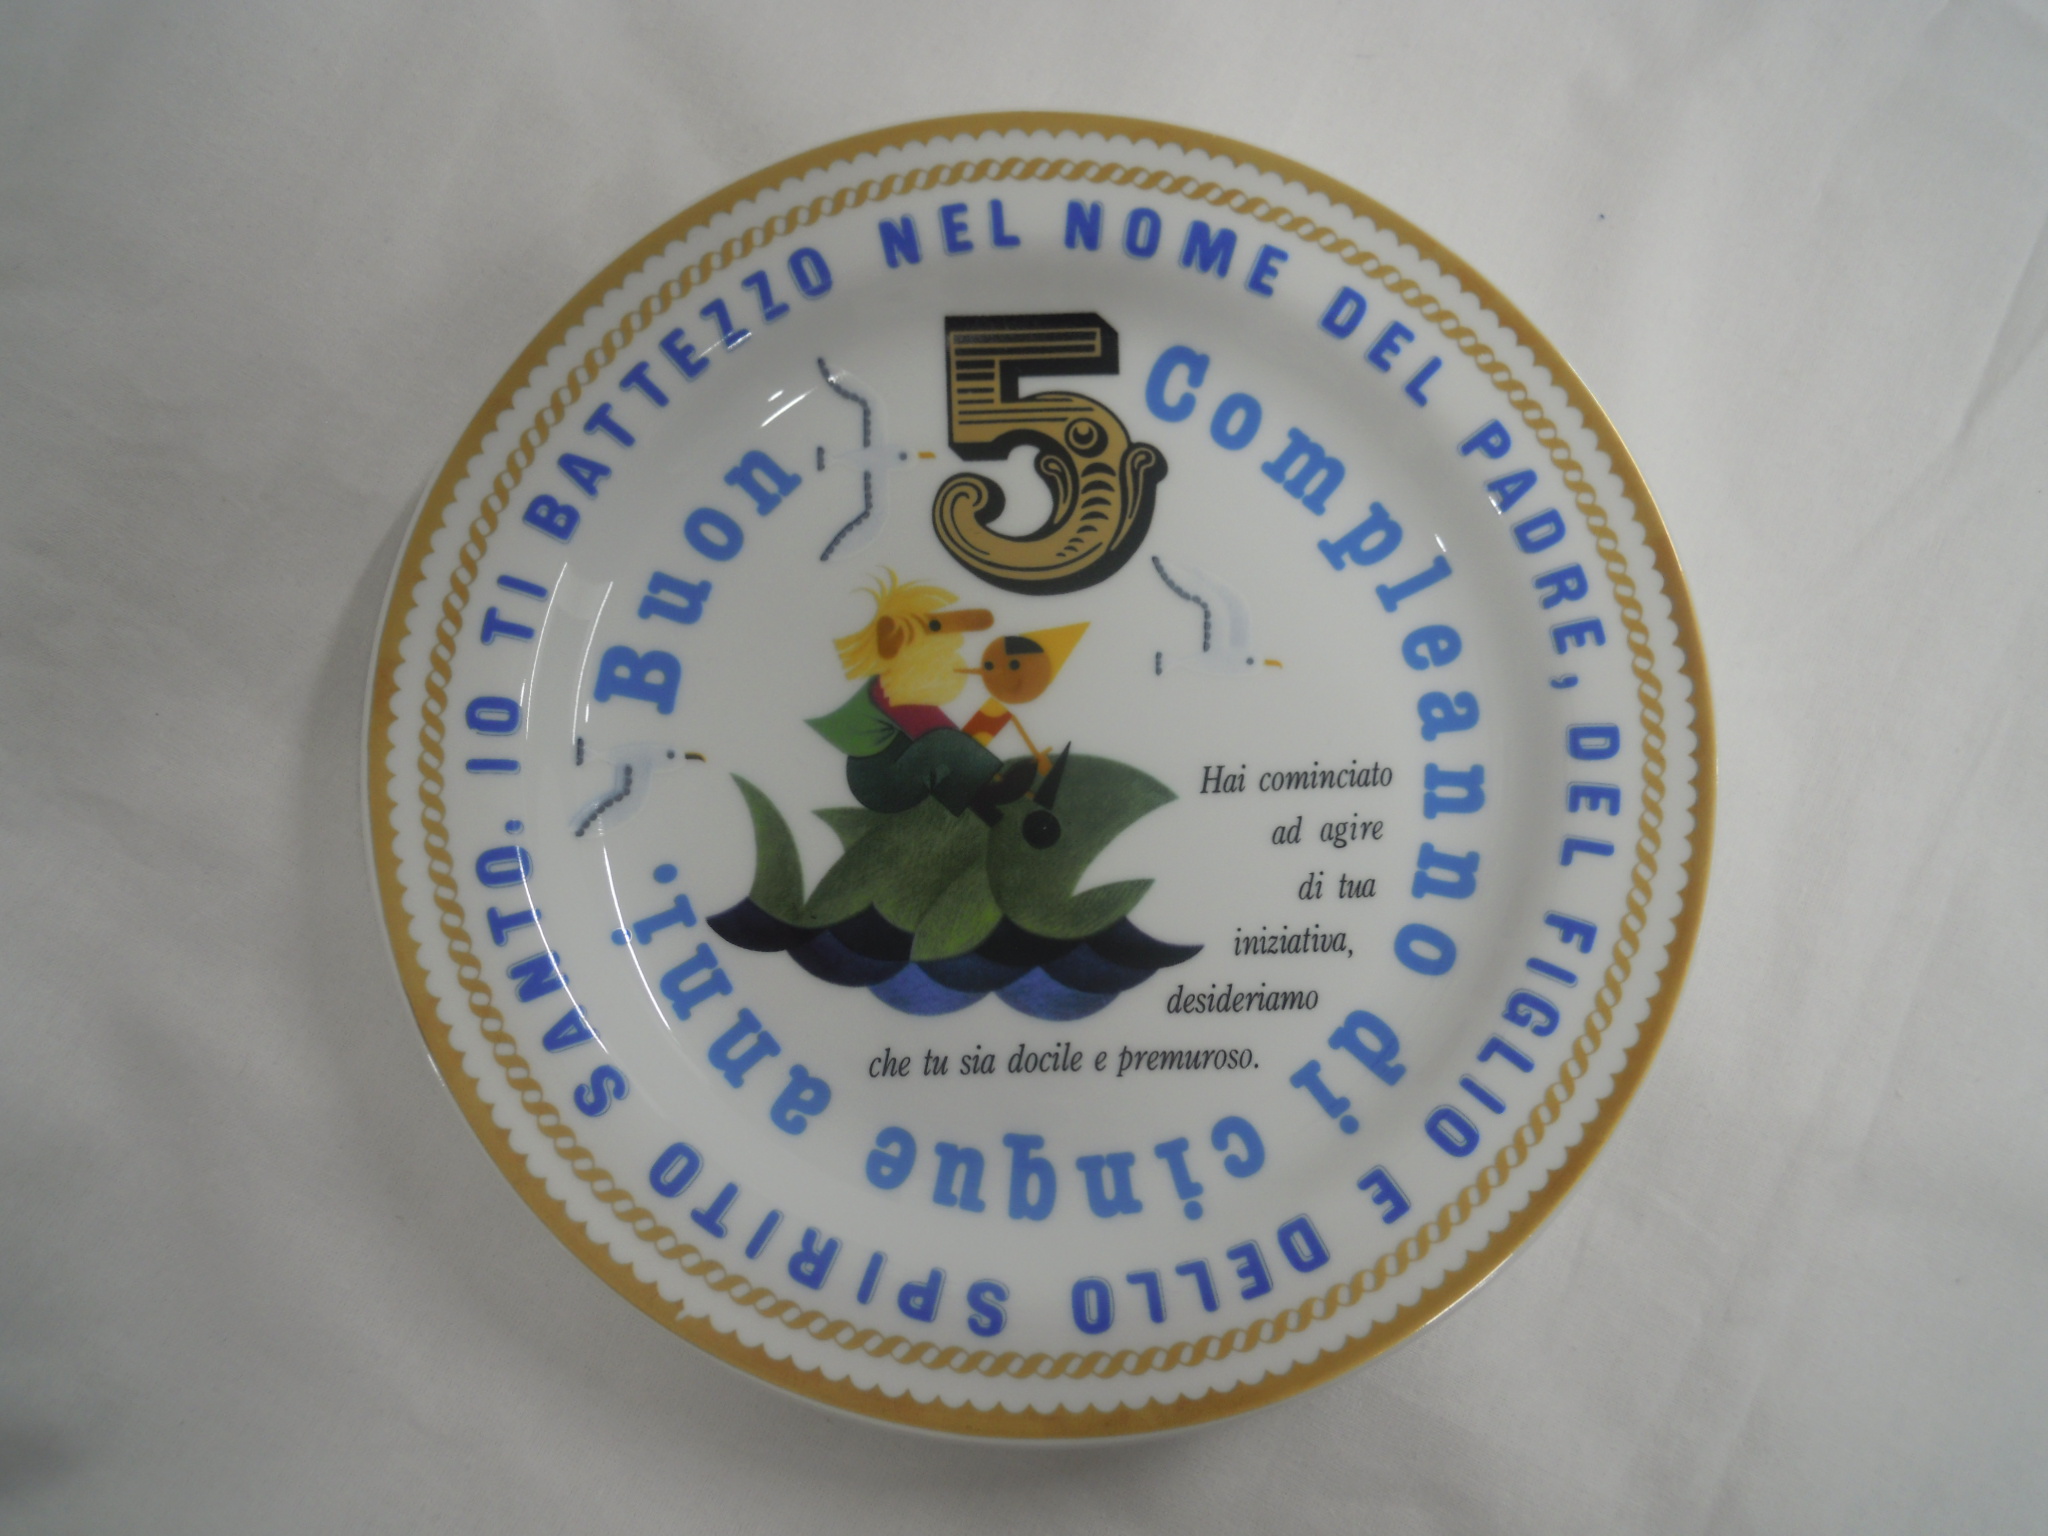 IO TI BATTEZZO NEL NOME DEL PADRE, DEL FIGLIO E DELLO SPIRITO SANTO.
Buon 5 Compleanno di cinque anni.
Hai cominciato
ad agire
di tua
iniziativa,
desideriamo
che tu sia docile e premuroso.